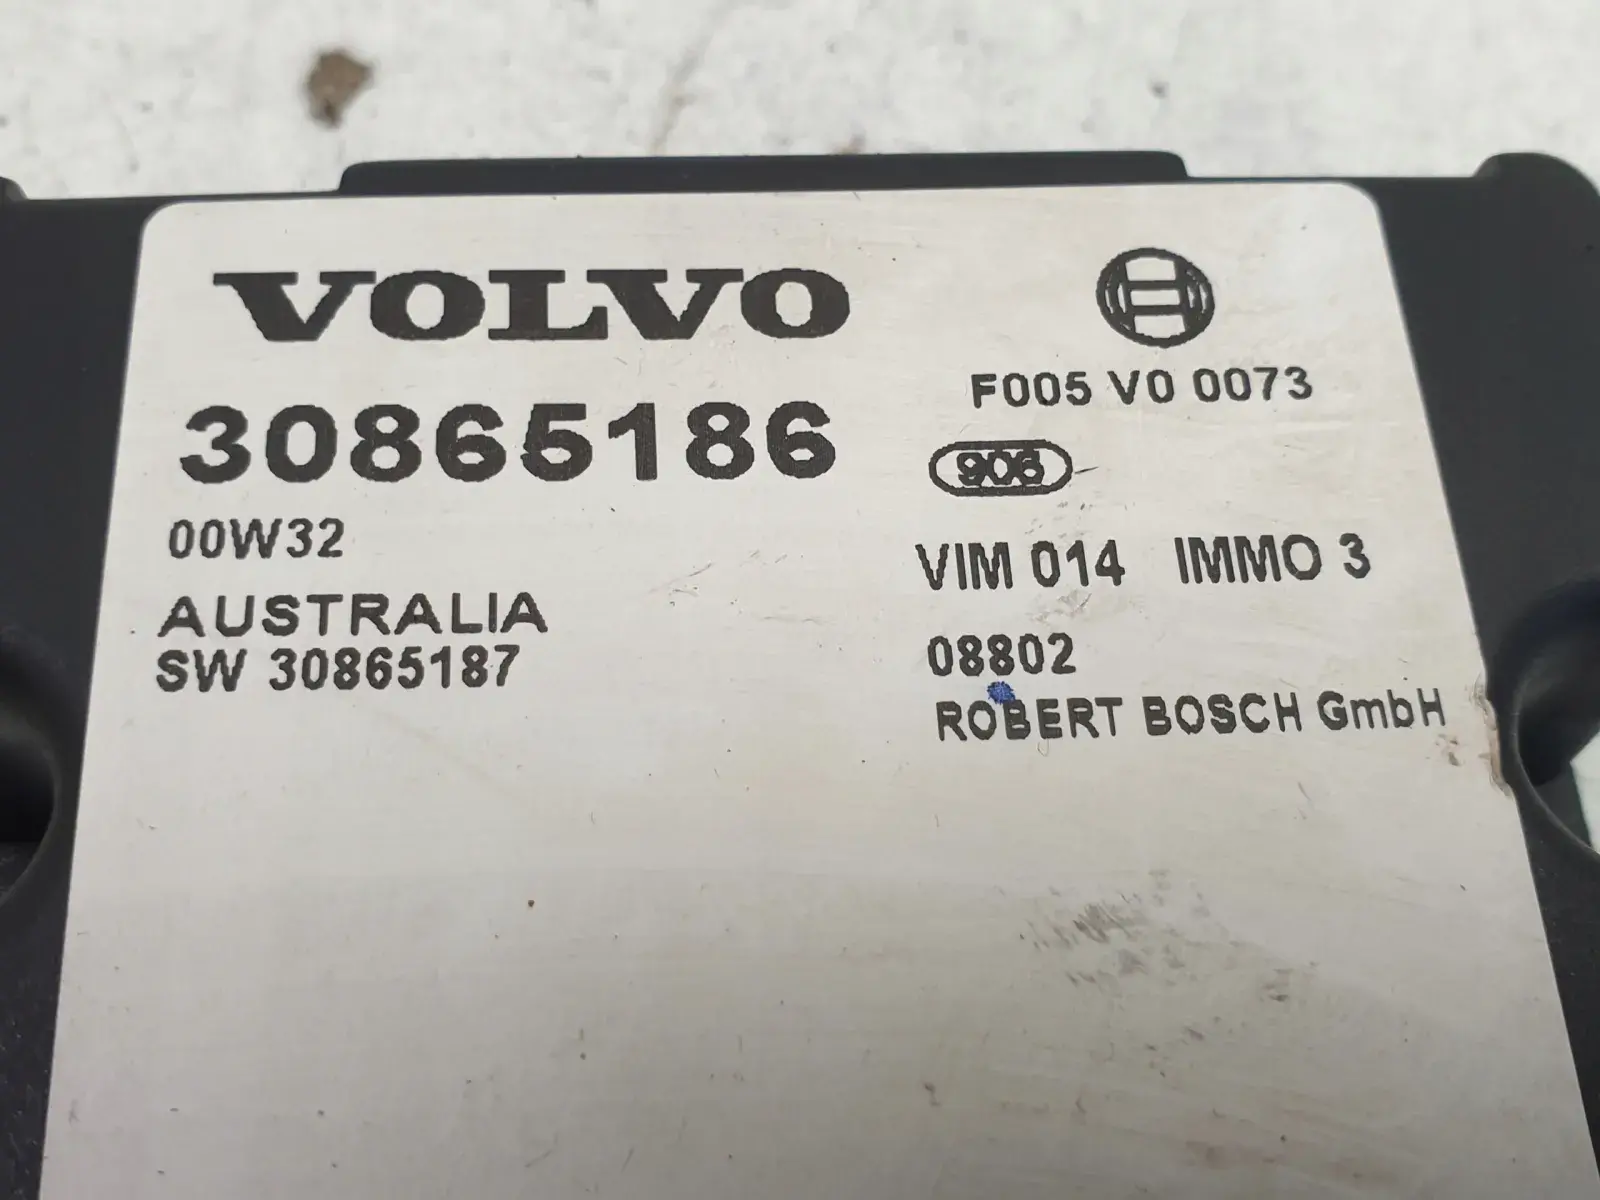 VOLVO
30865186
00W32
AUSTRALIA
SW 30865187
F005 V0 0073
906
VIM 014 IMMO 3
08802
ROBERT BOSCH GmbH